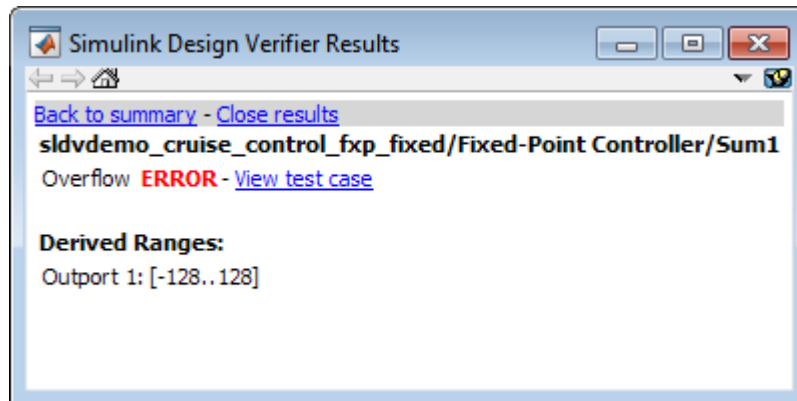 Simulink Design Verifier Results
Back to summary - Close results
sldvdemo_cruise_control_fxp_fixed/Fixed-Point Controller/Sum1
Overflow ERROR - View test case
Derived Ranges:
Outport 1: [-128..128]